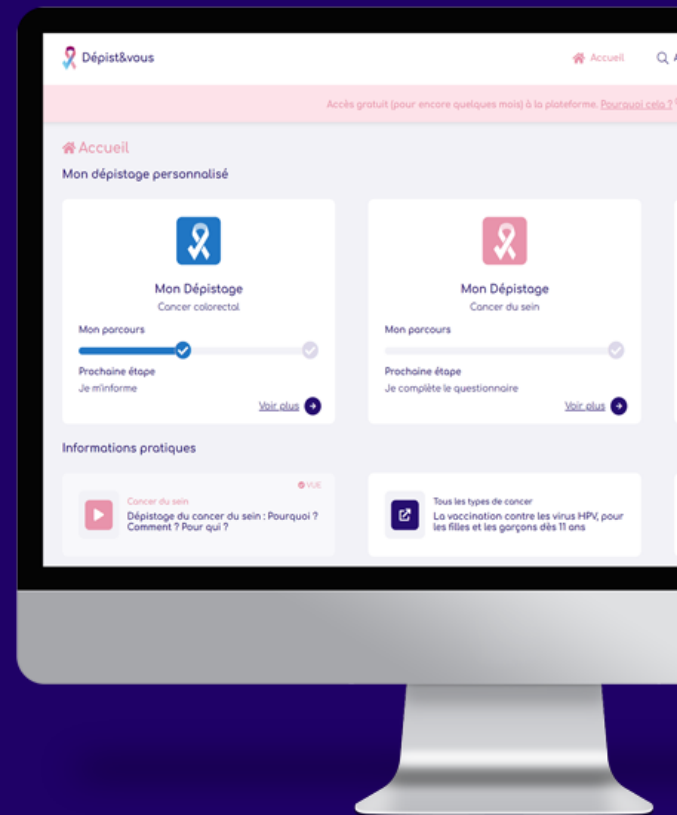 Dépist&vous
Accueil
Accès gratuit (pour encore quelques mois) à la plateforme. Pourquoi cela ?
Accueil
Mon dépistage personnalisé
Mon Dépistage
Cancer colorectal
Mon parcours
Prochaine étape
Je m'informe
Voir plus
Mon Dépistage
Cancer du sein
Mon parcours
Prochaine étape
Je complète le questionnaire
Voir plus
Informations pratiques
VUE
Cancer du sein
Dépistage du cancer du sein : Pourquoi ?
Comment ? Pour qui ?
Tous les types de cancer
La vaccination contre les virus HPV, pour
les filles et les garçons dès 11 ans